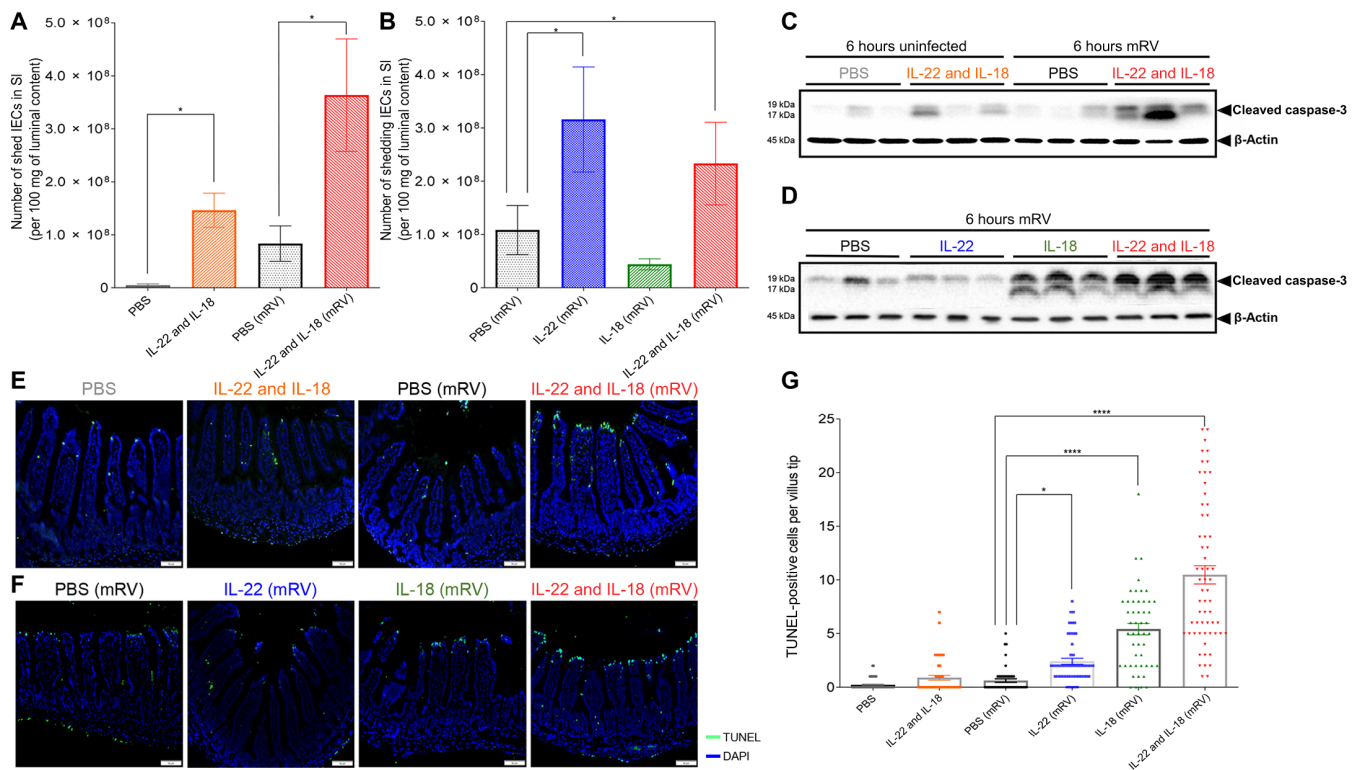 A
Number of shed IECs in SI
(per 100 mg of luminal content)
5.0 × 10⁸
4.0 × 10⁸
3.0 × 10⁸
2.0 × 10⁸
1.0 × 10⁸
0
*
*
PBS
IL-22 and IL-18
PBS (mRV)
IL-22 and IL-18 (mRV)
B
Number of shedding IECs in SI
(per 100 mg of luminal content)
5.0 × 10⁸
4.0 × 10⁸
3.0 × 10⁸
2.0 × 10⁸
1.0 × 10⁸
0
*
*
PBS (mRV)
IL-22 (mRV)
IL-18 (mRV)
IL-22 and IL-18 (mRV)
C
6 hours uninfected
6 hours mRV
PBS
IL-22 and IL-18
PBS
IL-22 and IL-18
19 kDa
17 kDa
45 kDa
Cleaved caspase-3
β-Actin
D
6 hours mRV
PBS
IL-22
IL-18
IL-22 and IL-18
19 kDa
17 kDa
45 kDa
Cleaved caspase-3
β-Actin
E
PBS
IL-22 and IL-18
PBS (mRV)
IL-22 and IL-18 (mRV)
F
PBS (mRV)
IL-22 (mRV)
IL-18 (mRV)
IL-22 and IL-18 (mRV)
TUNEL
DAPI
G
TUNEL-positive cells per villus tip
25
20
15
10
5
0
****
****
*
PBS
IL-22 and IL-18
PBS (mRV)
IL-22 (mRV)
IL-18 (mRV)
IL-22 and IL-18 (mRV)